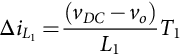 Δi_{L_1} = \frac{(v_{DC} - v_o)}{L_1} T_1